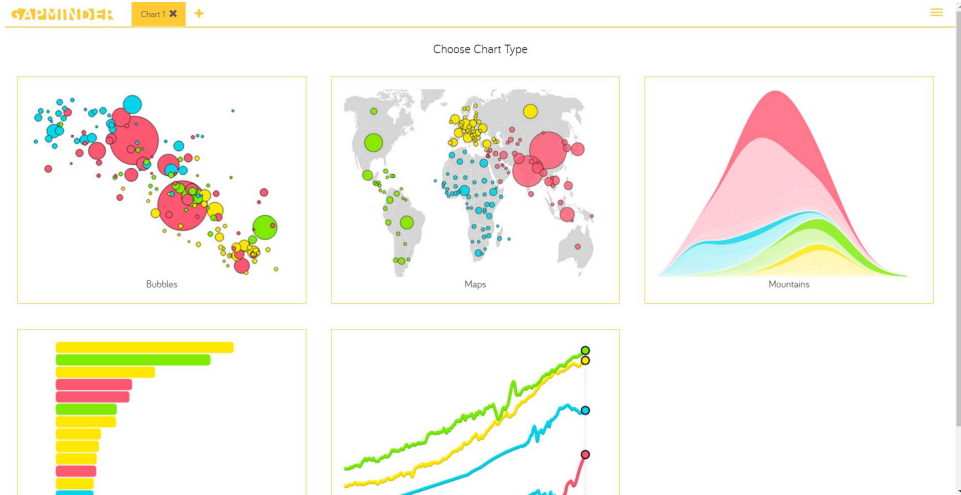 GAPMINDER
Chart 1 ✖ +
Choose Chart Type
Bubbles
Maps
Mountains